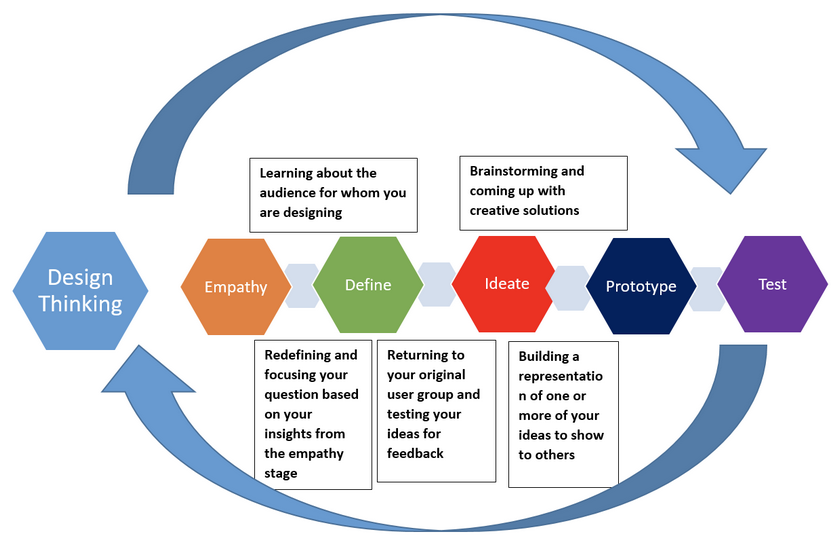 Learning about the
audience for whom you
are designing
Brainstorming and
coming up with
creative solutions
Design
Thinking
Empathy
Define
Ideate
Prototype
Test
Redefining and
focusing your
question based
on your
insights from
the empathy
stage
Returning to
your original
user group and
testing your
ideas for
feedback
Building a
representatio
n of one or
more of your
ideas to show
to others